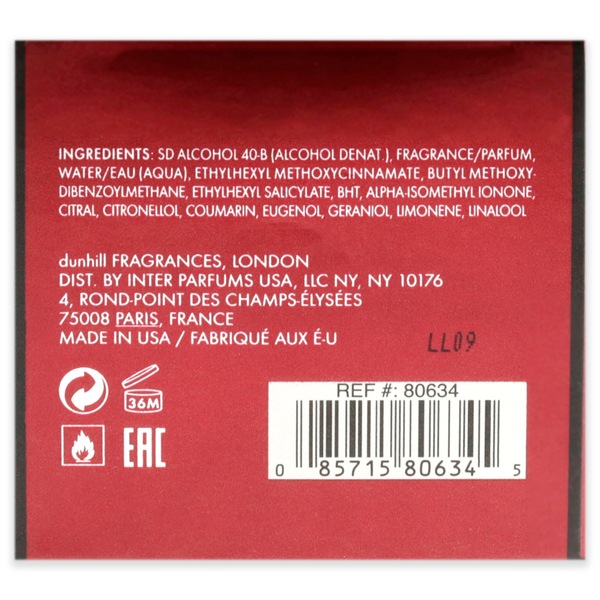 INGREDIENTS: SD ALCOHOL 40-B (ALCOHOL DENAT.), FRAGRANCE/PARFUM,
WATER/EAU (AQUA), ETHYLHEXYL METHOXYCINNAMATE, BUTYL METHOXY-
DIBENZOYLMETHANE, ETHYLHEXYL SALICYLATE, BHT, ALPHA-ISOMETHYL IONONE,
CITRAL, CITRONELLOL, COUMARIN, EUGENOL, GERANIOL, LIMONENE, LINALOOL
dunhill FRAGRANCES, LONDON
DIST. BY INTER PARFUMS USA, LLC NY, NY 10176
4, ROND-POINT DES CHAMPS-ÉLYSÉES
75008 PARIS, FRANCE
MADE IN USA / FABRIQUÉ AUX É-U
LL09
36M
EAC
REF #: 80634
0 85715 80634 5